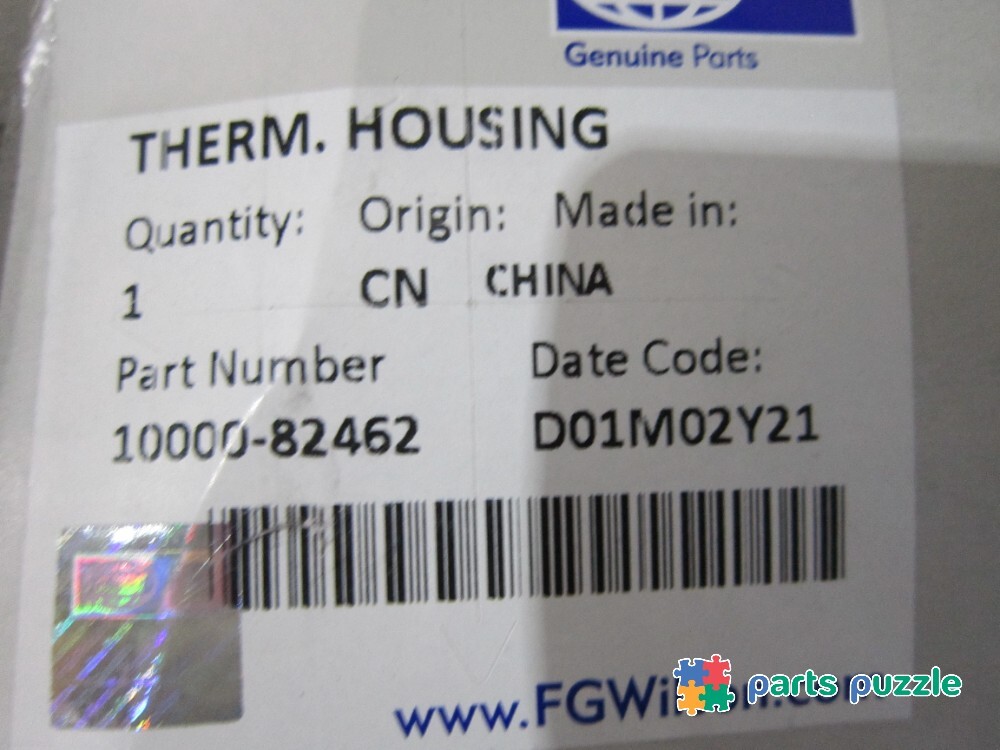 Genuine Parts
THERM. HOUSING
Quantity: Origin: Made in:
1 CN CHINA
Part Number Date Code:
10000-82462 D01M02Y21
parts puzzle